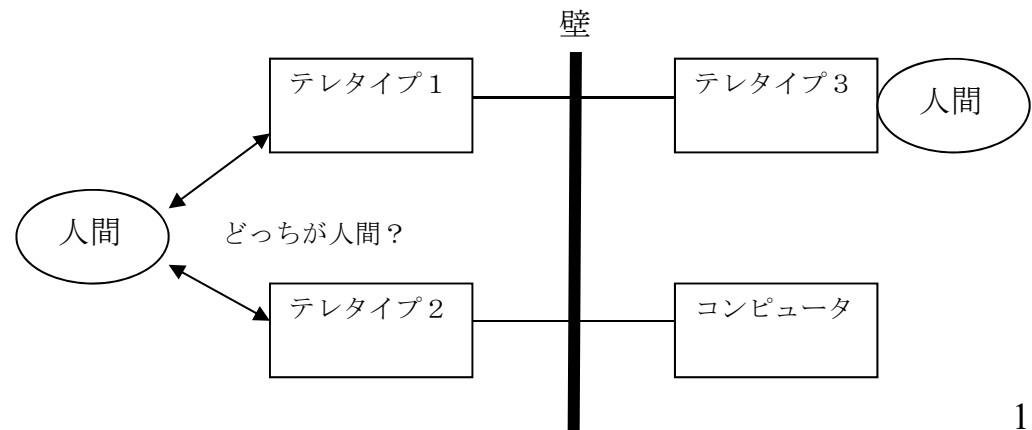 壁
テレタイプ１
テレタイプ３
人間
人間
どっちが人間？
テレタイプ２
コンピュータ
1